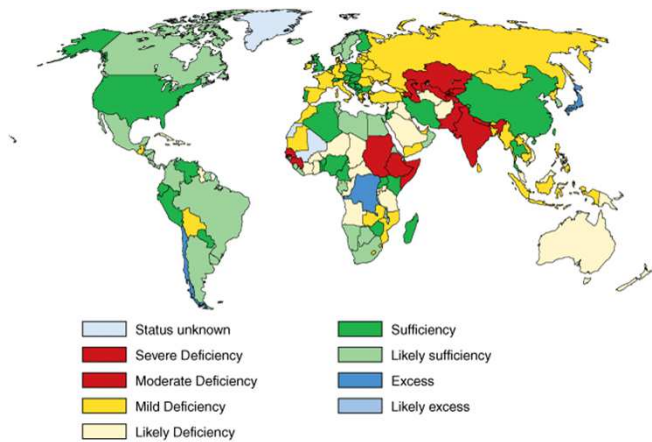 Status unknown
Severe Deficiency
Moderate Deficiency
Mild Deficiency
Likely Deficiency
Sufficiency
Likely sufficiency
Excess
Likely excess